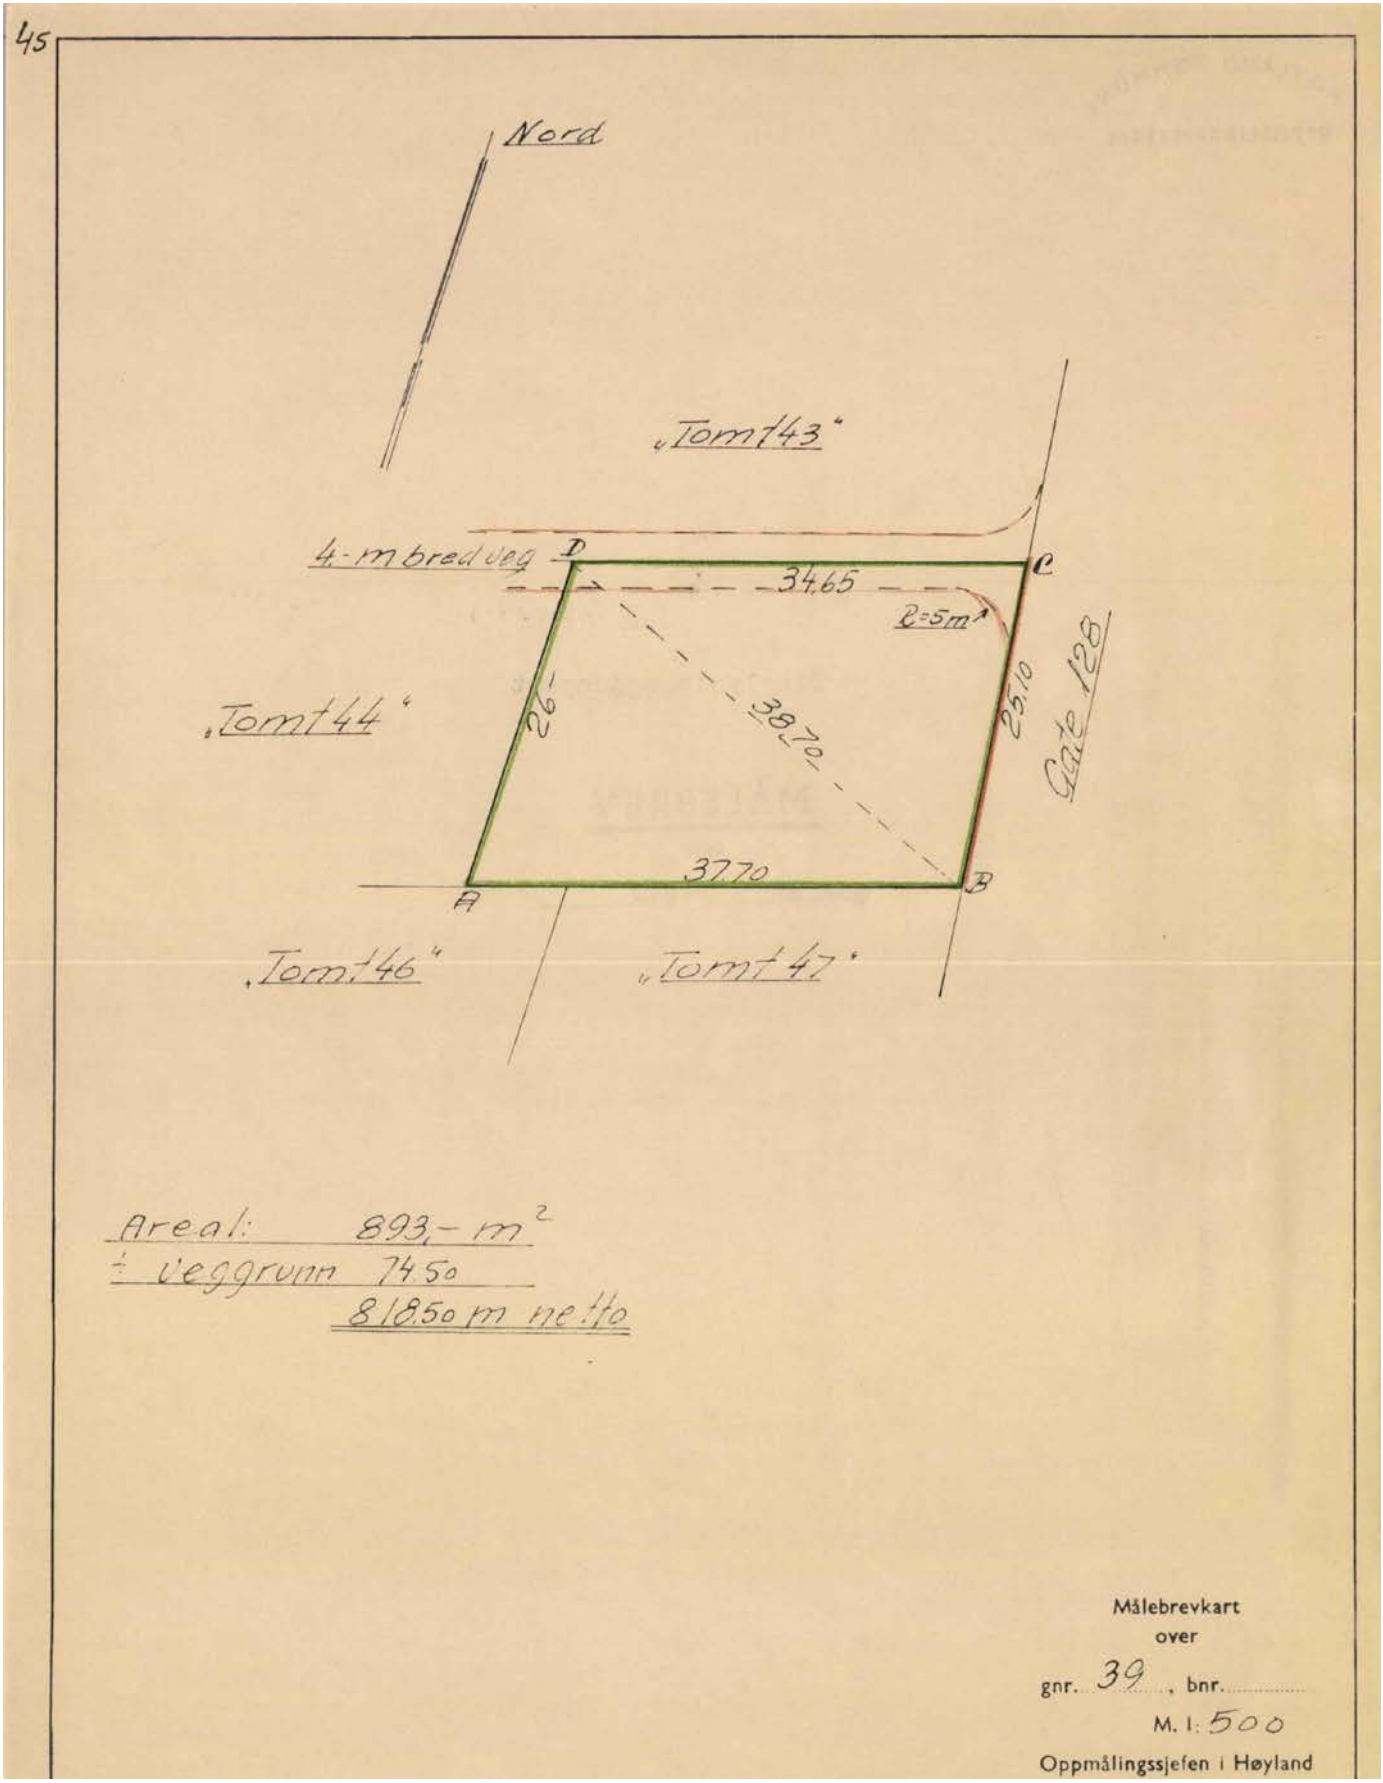 45
Nord
„Tomt 43“
4.- m bred veg
D
C
34.65
R=5m
Gate 128
25.10
26.-
38.70
„Tomt 44“
37.70
A
B
„Tomt 46“
„Tomt 47“
MÅLEBREV
Areal: 893,- m²
÷ veggrunn 74.50
818.50 m netto
Målebrevkart
over
gnr. 39, bnr.
M. 1: 500
Oppmålingssjefen i Høyland